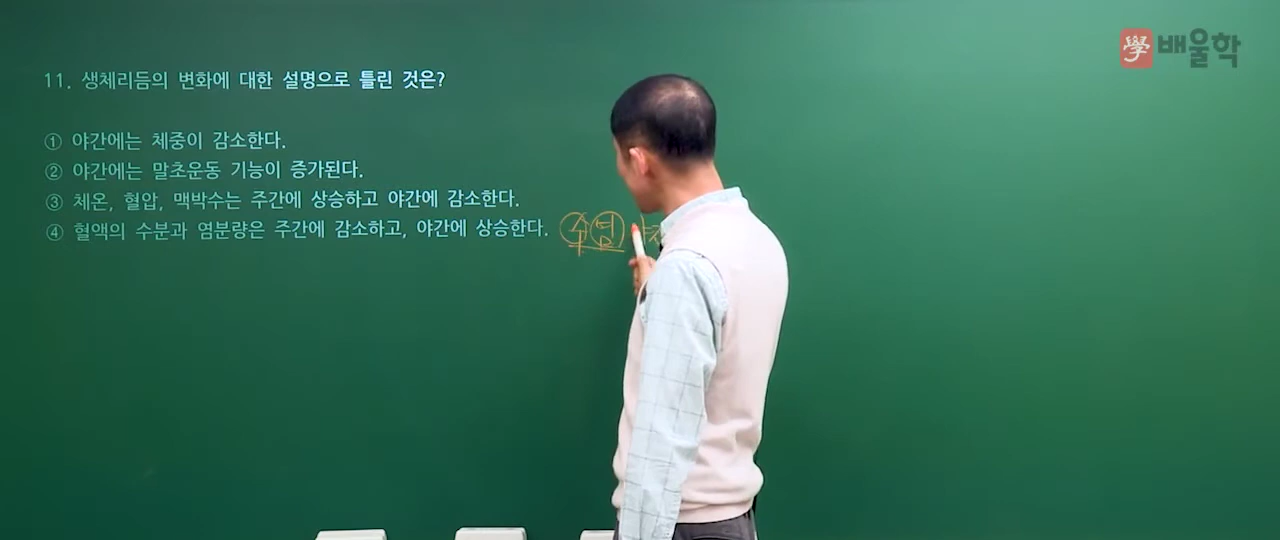 學 배울학
11. 생체리듬의 변화에 대한 설명으로 틀린 것은?
① 야간에는 체중이 감소한다.
② 야간에는 말초운동 기능이 증가된다.
③ 체온, 혈압, 맥박수는 주간에 상승하고 야간에 감소한다.
④ 혈액의 수분과 염분량은 주간에 감소하고, 야간에 상승한다.
수염